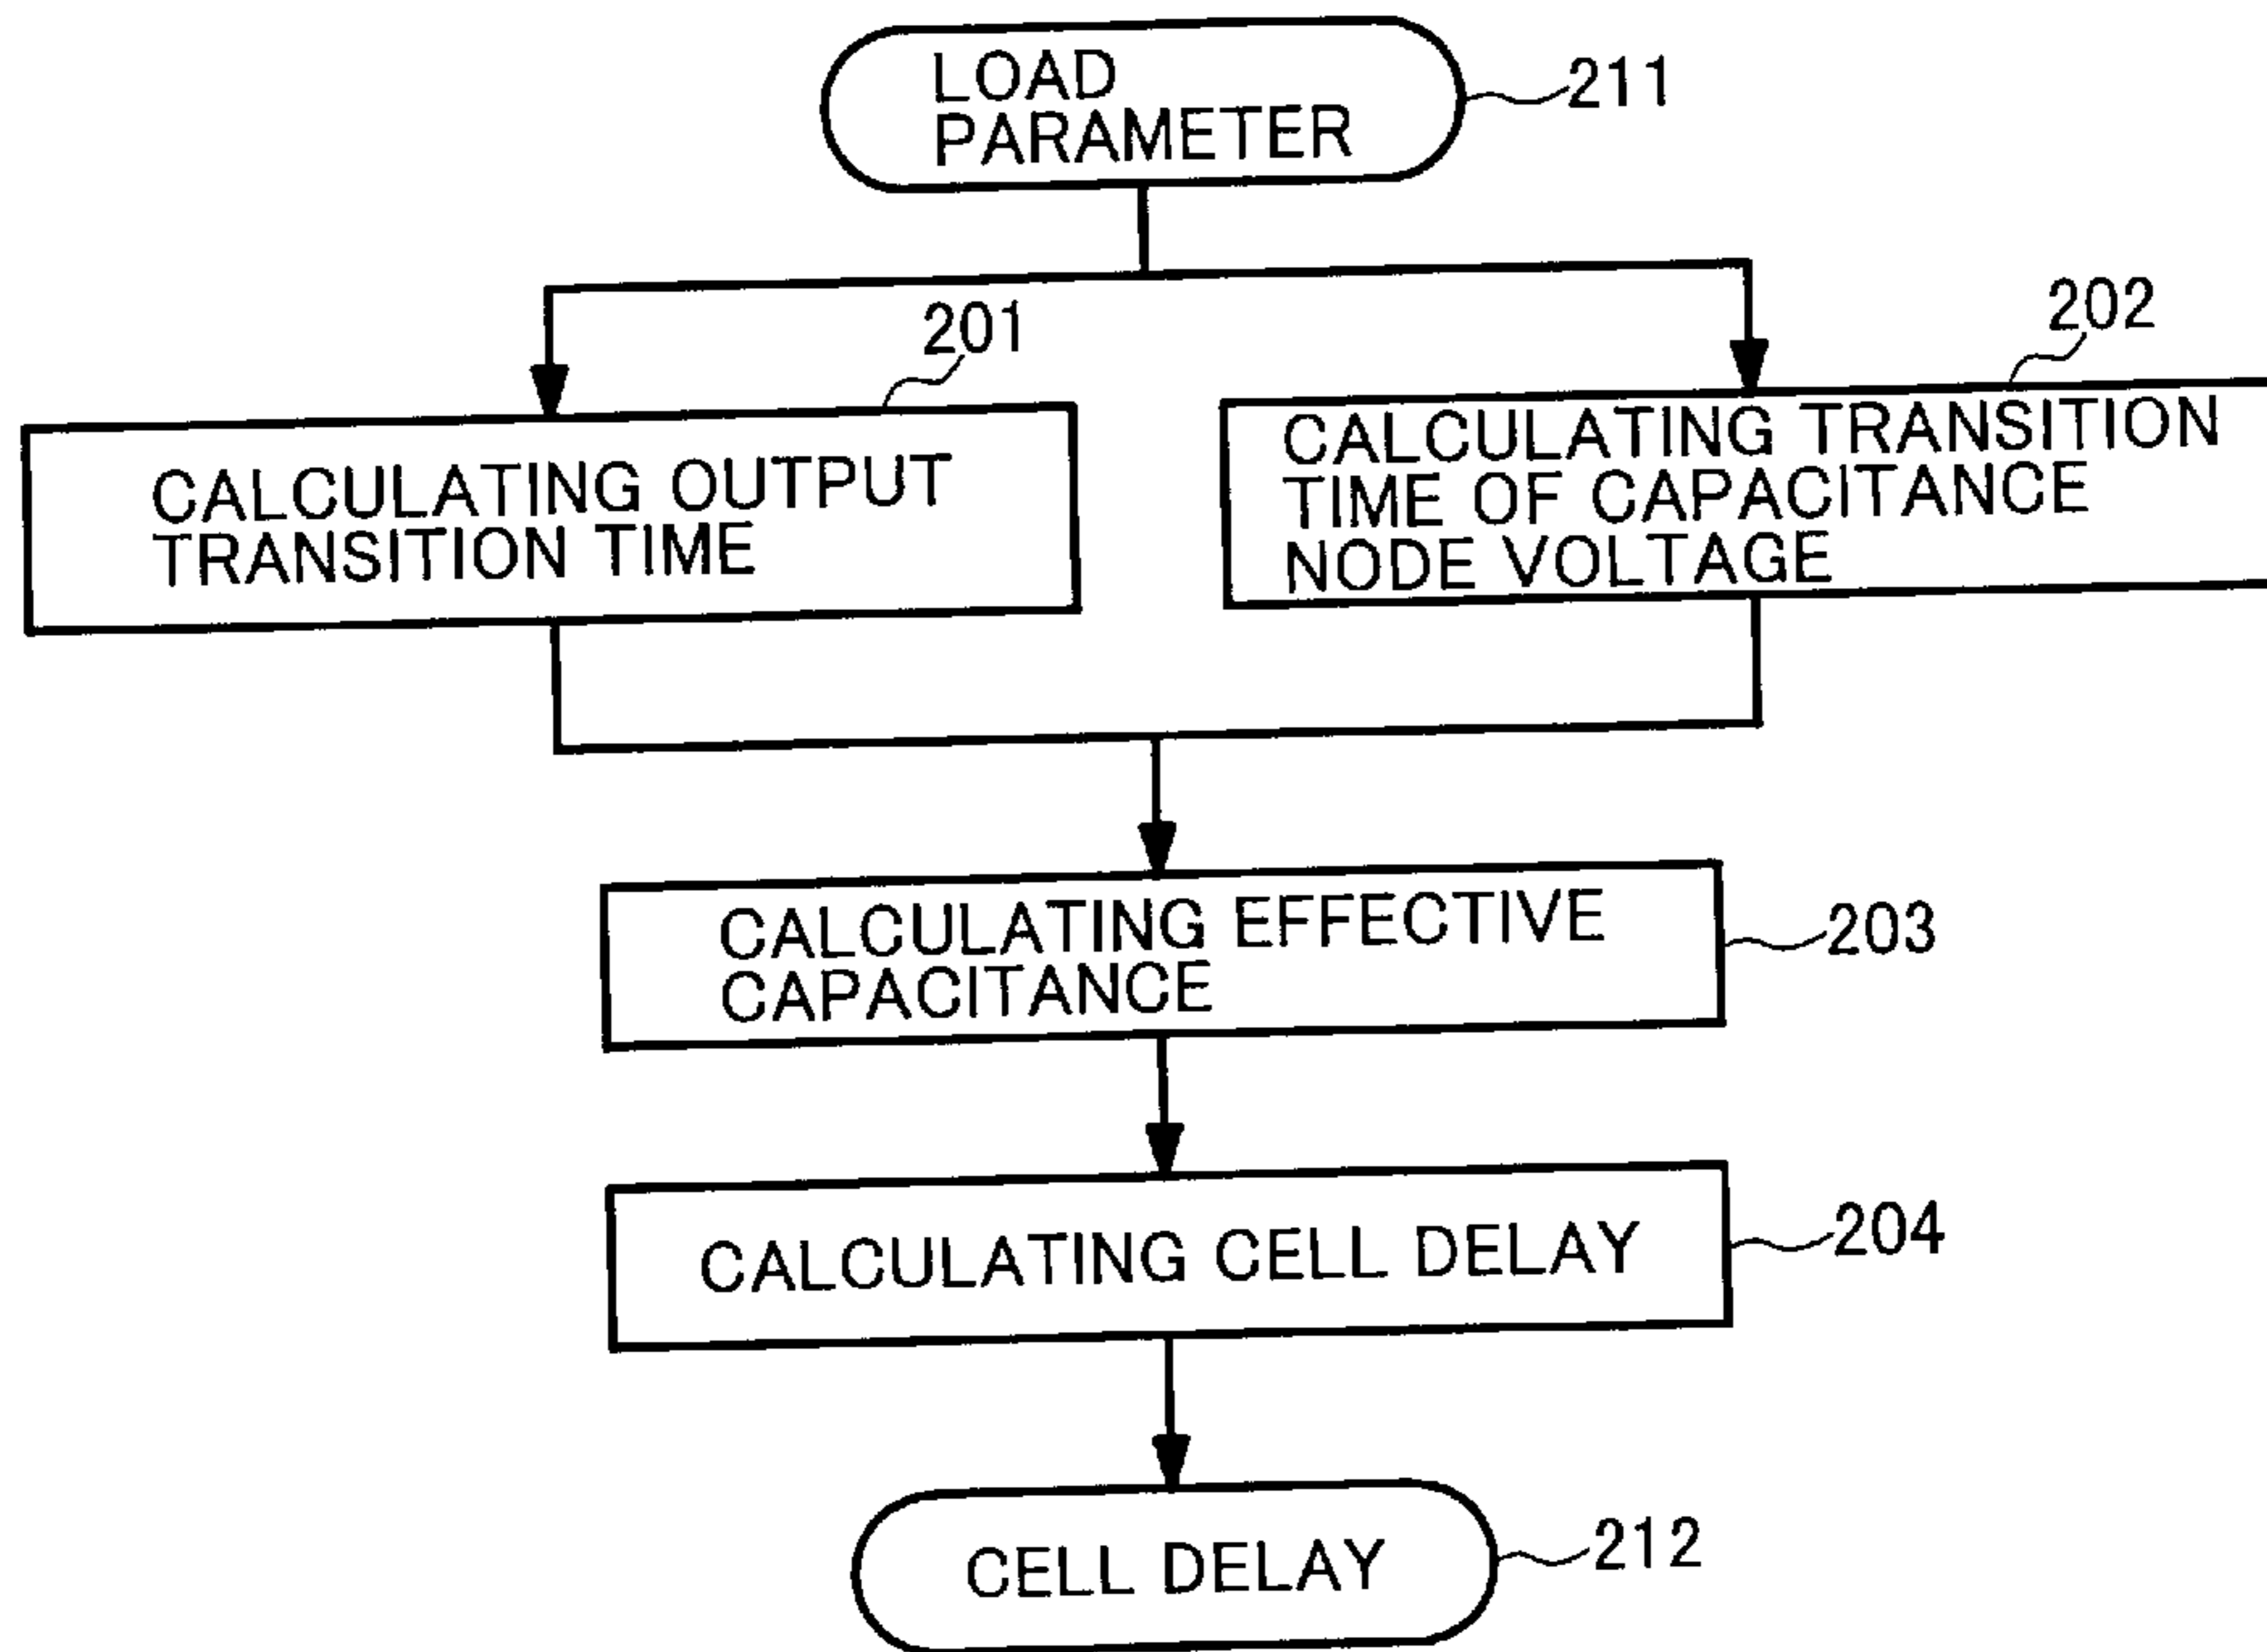 LOAD
PARAMETER
211
201
202
CALCULATING OUTPUT
TRANSITION TIME
CALCULATING TRANSITION
TIME OF CAPACITANCE
NODE VOLTAGE
CALCULATING EFFECTIVE
CAPACITANCE
203
CALCULATING CELL DELAY
204
CELL DELAY
212